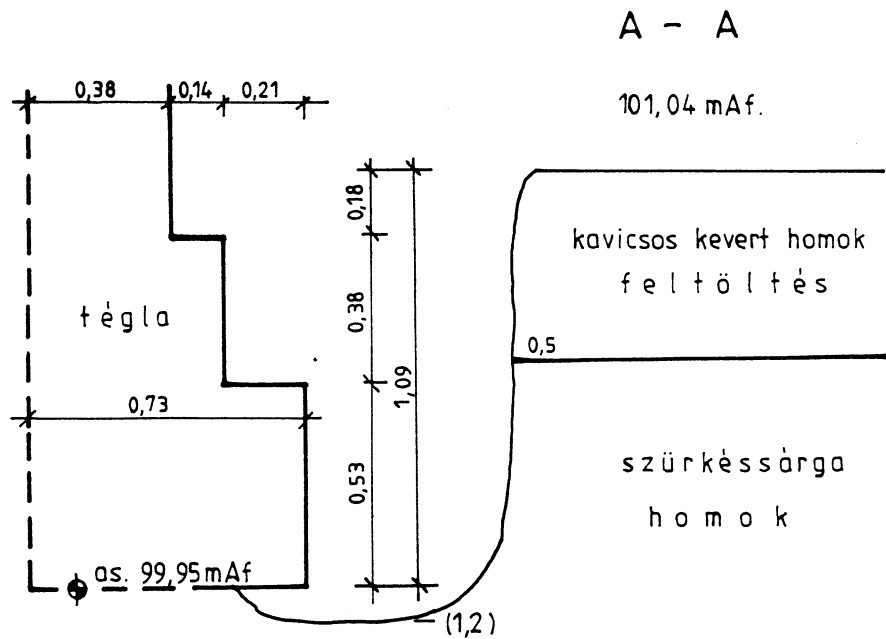 A - A
101,04 mAf.
0,38 0,14 0,21
0,18
0,38
0,53
1,09
kavicsos kevert homok
feltöltés
0,5
tégla
0,73
szürkéssárga
homok
as. 99,95 mAf
(1,2)